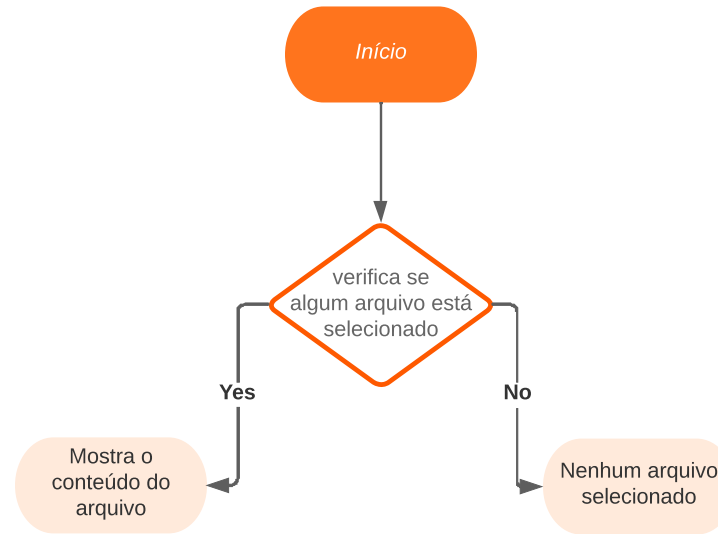 Início
verifica se
algum arquivo está
selecionado
Yes
No
Mostra o
conteúdo do
arquivo
Nenhum arquivo
selecionado